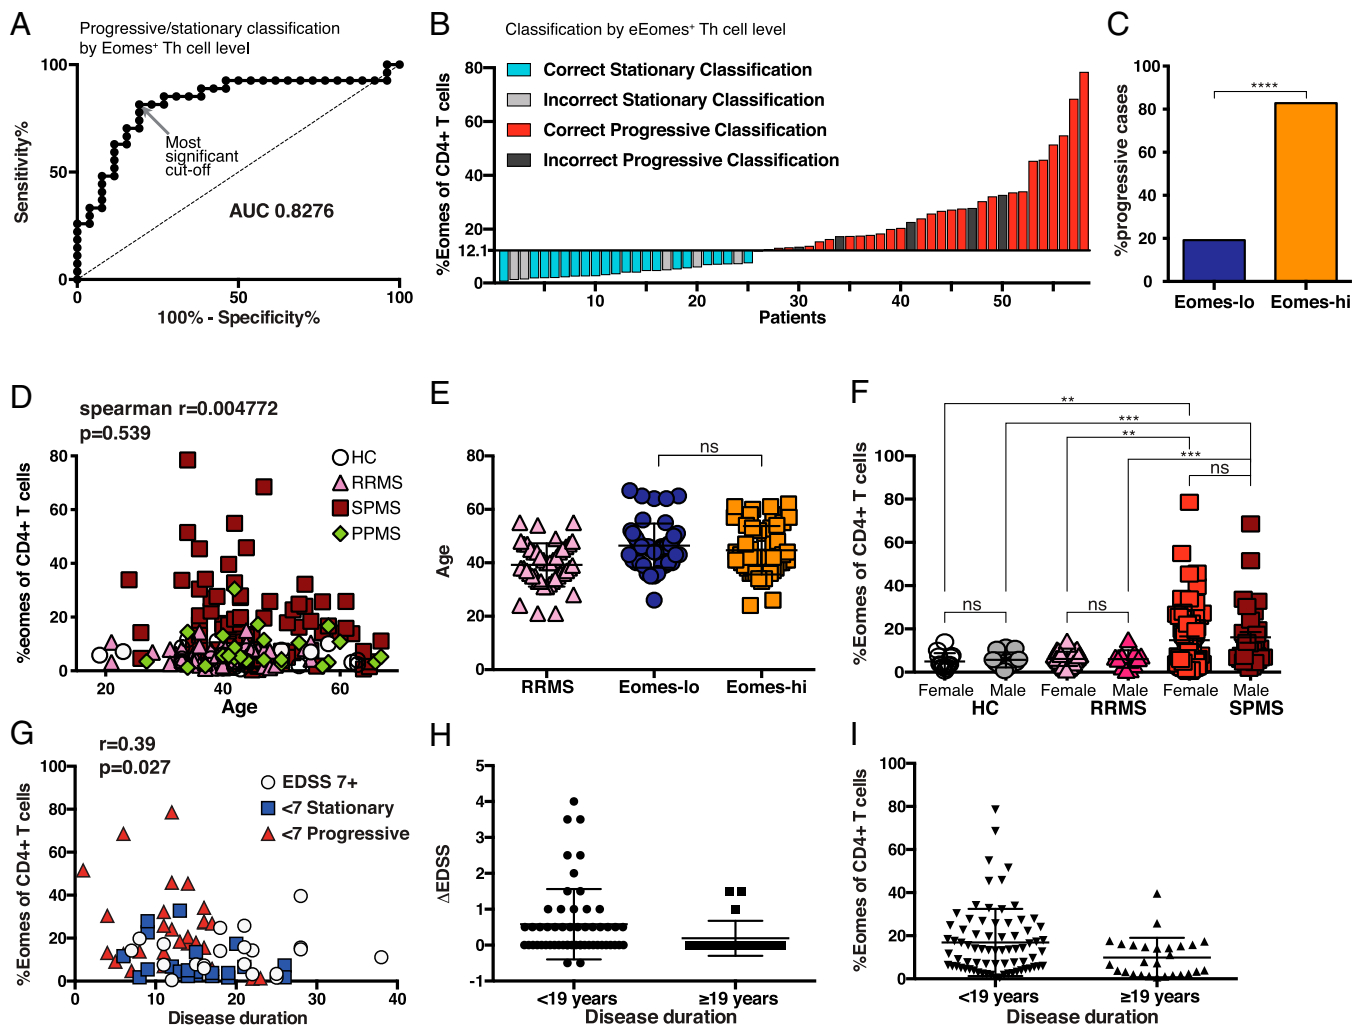 A
Progressive/stationary classification
by Eomes⁺ Th cell level
Sensitivity%
100
50
0
Most
significant
cut-off
AUC 0.8276
0
50
100
100% - Specificity%
B
Classification by eEomes⁺ Th cell level
%Eomes of CD4+ T cells
80
60
40
20
12.1
0
Correct Stationary Classification
Incorrect Stationary Classification
Correct Progressive Classification
Incorrect Progressive Classification
10
20
30
40
50
Patients
C
%progressive cases
100
80
60
40
20
0
****
Eomes-lo
Eomes-hi
D
spearman r=0.004772
p=0.539
%eomes of CD4+ T cells
80
60
40
20
0
HC
RRMS
SPMS
PPMS
20
40
60
Age
E
Age
80
60
40
20
0
ns
RRMS
Eomes-lo
Eomes-hi
F
%Eomes of CD4+ T cells
100
80
60
40
20
0
**
***
**
***
ns
ns
ns
Female
Male
Female
Male
Female
Male
HC
RRMS
SPMS
G
r=0.39
p=0.027
%Eomes of CD4+ T cells
100
80
60
40
20
0
EDSS 7+
<7 Stationary
<7 Progressive
0
10
20
30
40
Disease duration
H
ΔEDSS
5
4
3
2
1
0
-1
<19 years
≥19 years
Disease duration
I
%Eomes of CD4+ T cells
100
80
60
40
20
0
<19 years
≥19 years
Disease duration